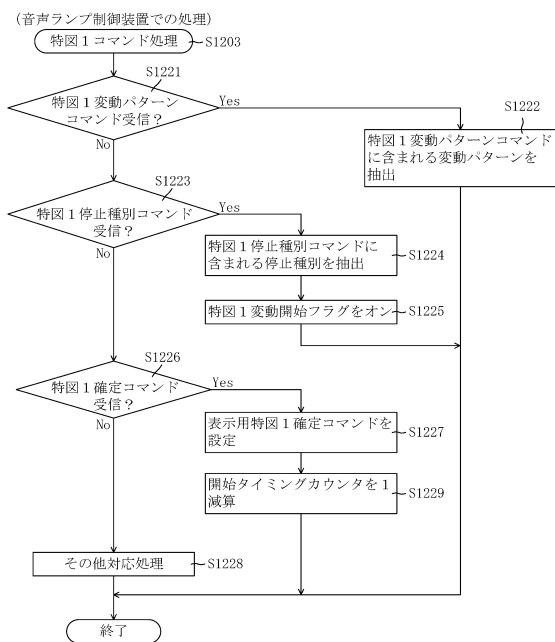 (音声ランプ制御装置での処理)
特図1コマンド処理
S1203
S1221
特図1変動パターン
コマンド受信?
Yes
No
S1222
特図1変動パターンコマンド
に含まれる変動パターンを
抽出
S1223
特図1停止種別コマンド
受信?
Yes
No
特図1停止種別コマンドに
含まれる停止種別を抽出
S1224
特図1変動開始フラグをオン
S1225
S1226
特図1確定コマンド
受信?
Yes
No
表示用特図1確定コマンドを
設定
S1227
開始タイミングカウンタを1
減算
S1229
その他対応処理
S1228
終了